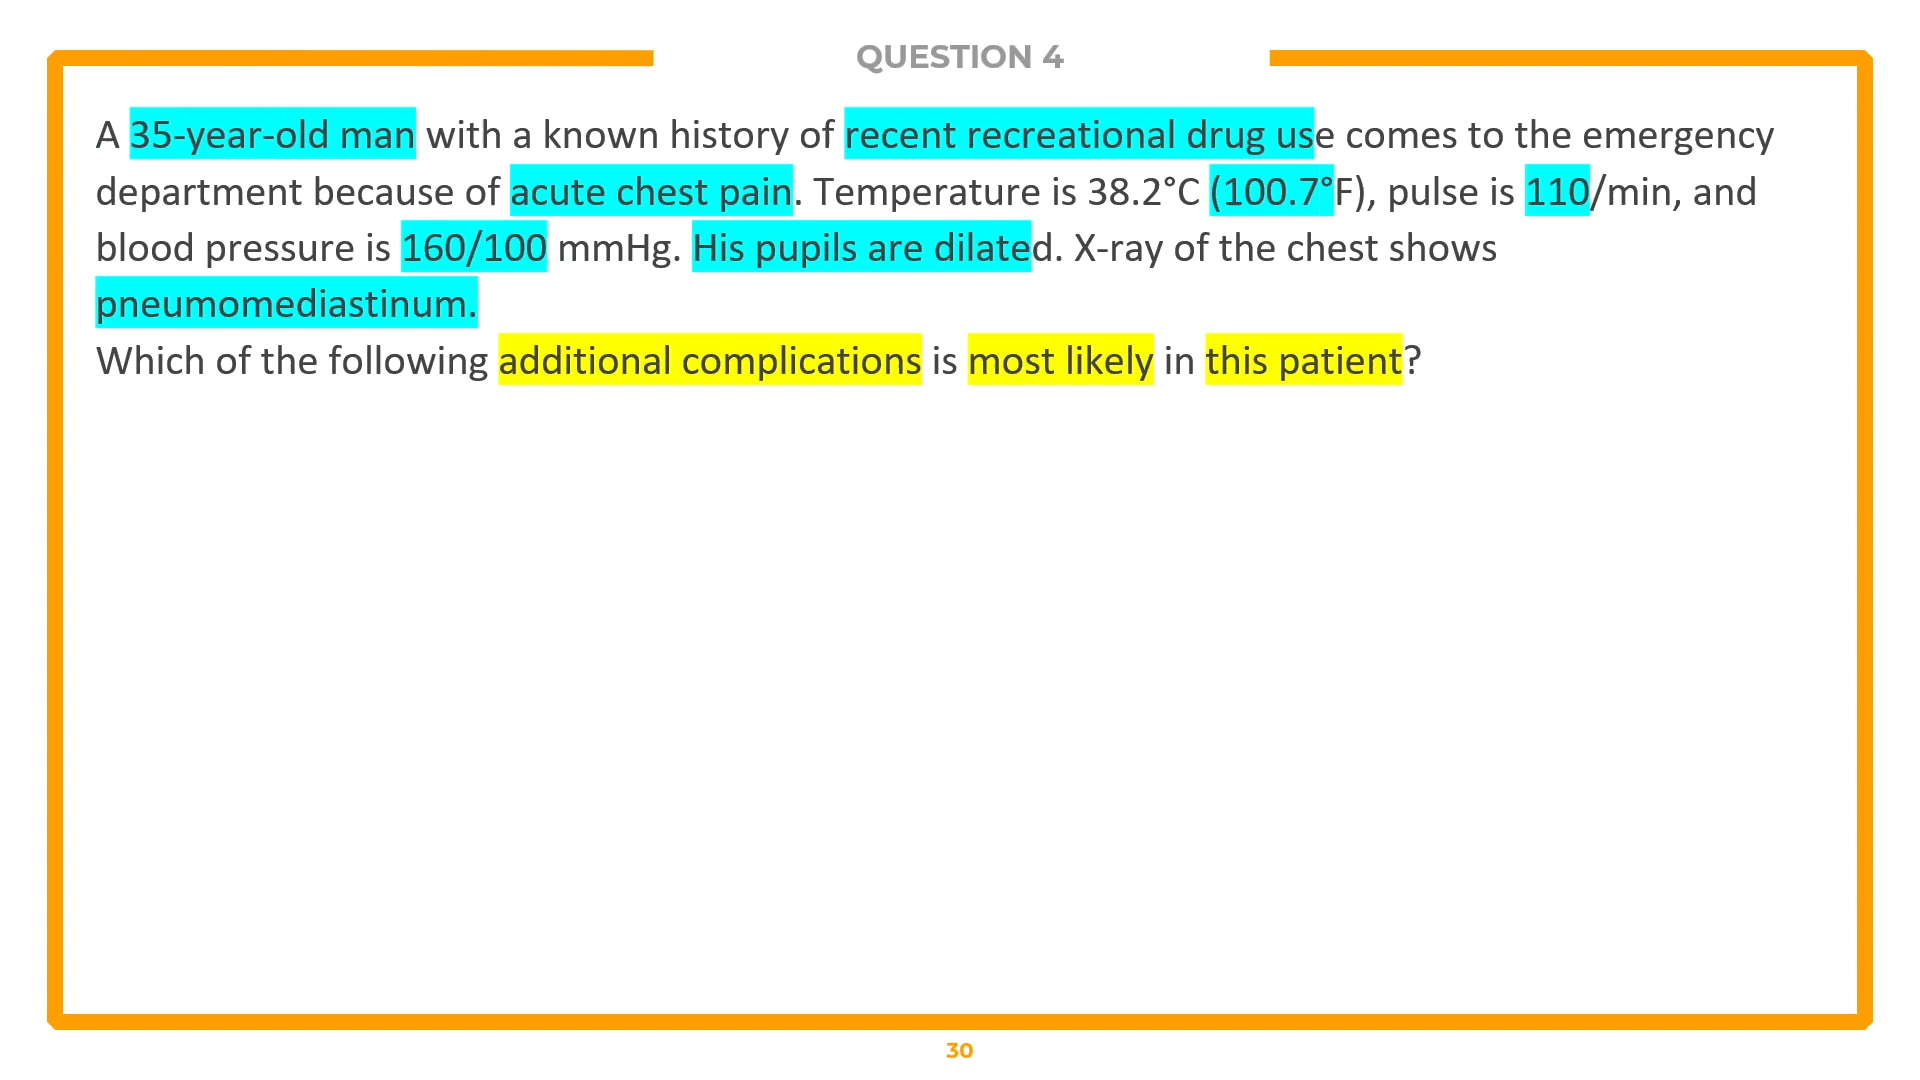 QUESTION 4
A 35-year-old man with a known history of recent recreational drug use comes to the emergency
department because of acute chest pain. Temperature is 38.2°C (100.7°F), pulse is 110/min, and
blood pressure is 160/100 mmHg. His pupils are dilated. X-ray of the chest shows
pneumomediastinum.
Which of the following additional complications is most likely in this patient?
30